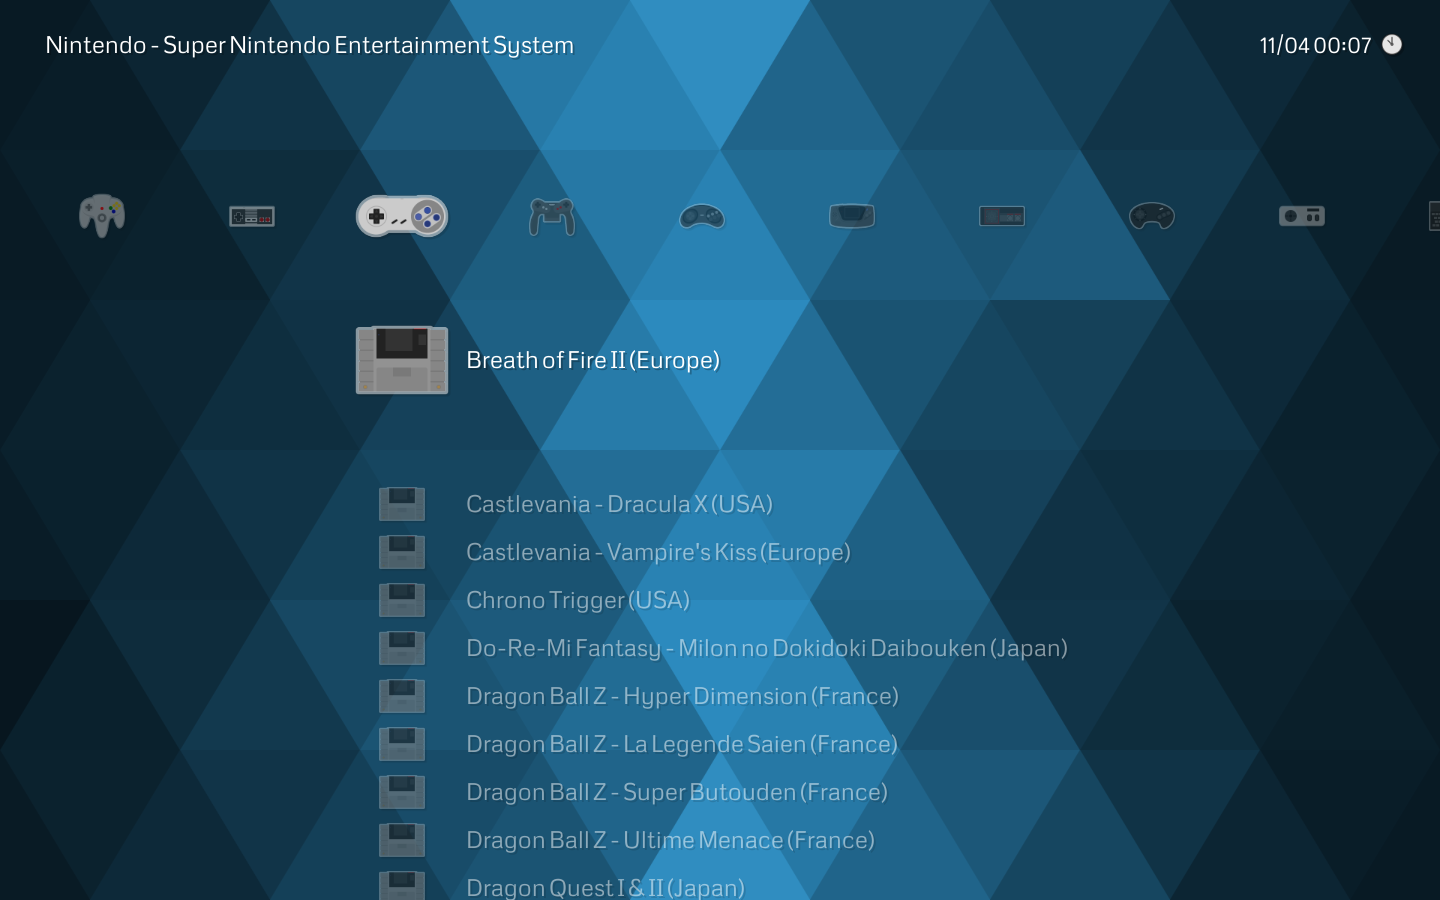 Nintendo - Super Nintendo Entertainment System
11/04 00:07
Breath of Fire II (Europe)
Castlevania - Dracula X (USA)
Castlevania - Vampire's Kiss (Europe)
Chrono Trigger (USA)
Do-Re-Mi Fantasy - Milon no Dokidoki Daibouken (Japan)
Dragon Ball Z - Hyper Dimension (France)
Dragon Ball Z - La Legende Saien (France)
Dragon Ball Z - Super Butouden (France)
Dragon Ball Z - Ultime Menace (France)
Dragon Quest I & II (Japan)